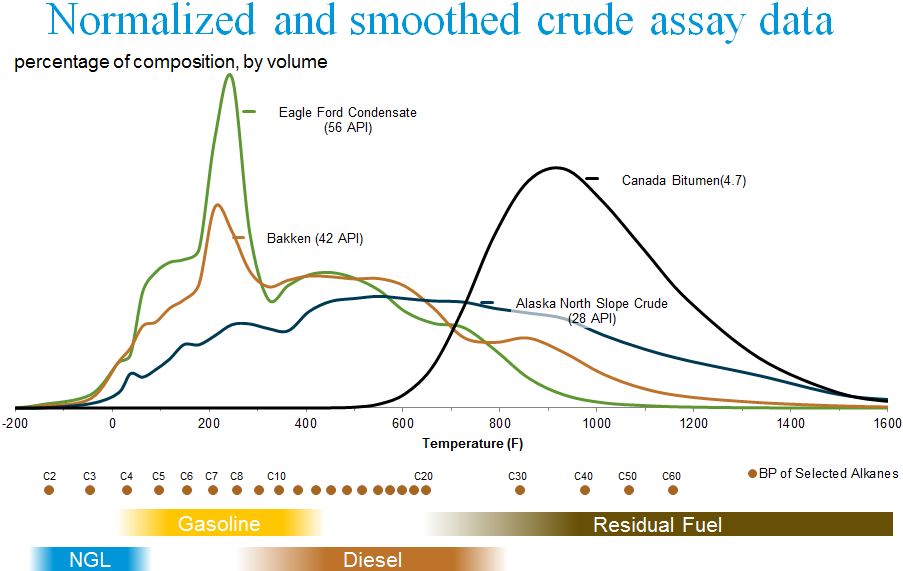 Normalized and smoothed crude assay data
percentage of composition, by volume
Eagle Ford Condensate
(56 API)
Canada Bitumen(4.7)
Bakken (42 API)
Alaska North Slope Crude
(28 API)
-200 0 200 400 600 800 1000 1200 1400 1600
Temperature (F)
C2 C3 C4 C5 C6 C7 C8 C10 C20 C30 C40 C50 C60
BP of Selected Alkanes
Gasoline
Residual Fuel
NGL
Diesel